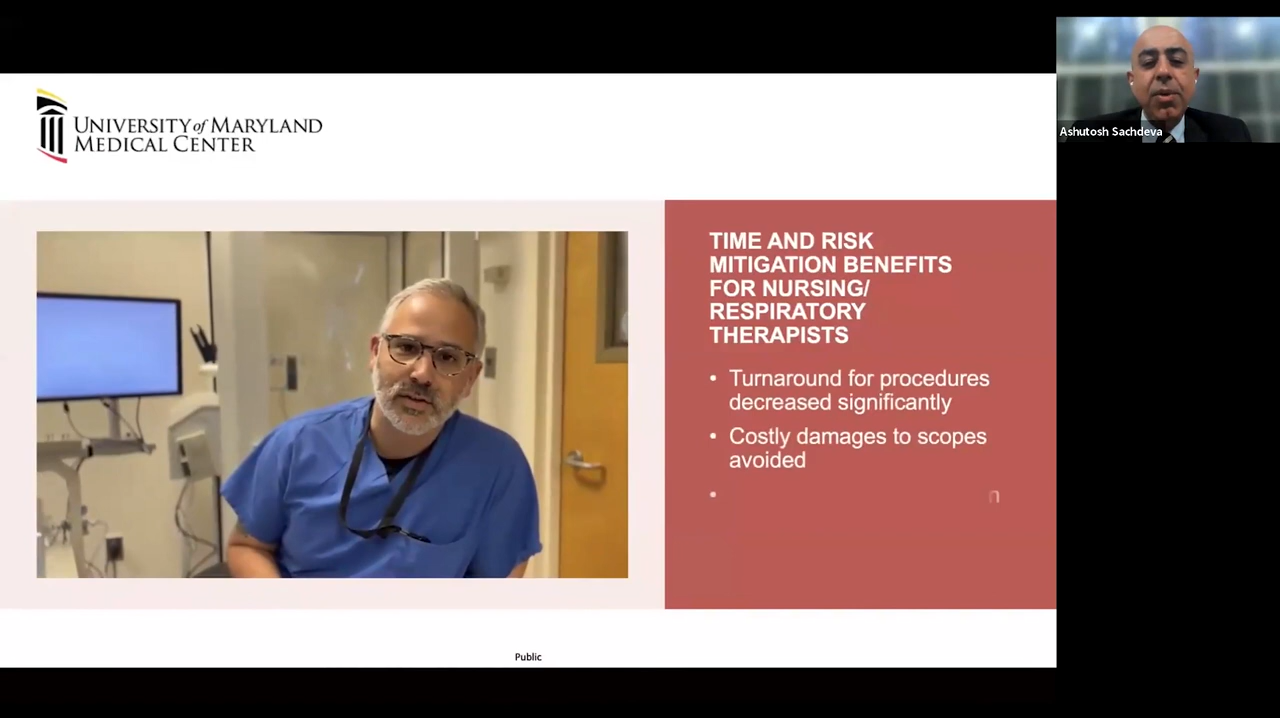 UNIVERSITY of MARYLAND
MEDICAL CENTER
Ashutosh Sachdeva
TIME AND RISK
MITIGATION BENEFITS
FOR NURSING/
RESPIRATORY
THERAPISTS
• Turnaround for procedures
decreased significantly
• Costly damages to scopes
avoided
Public